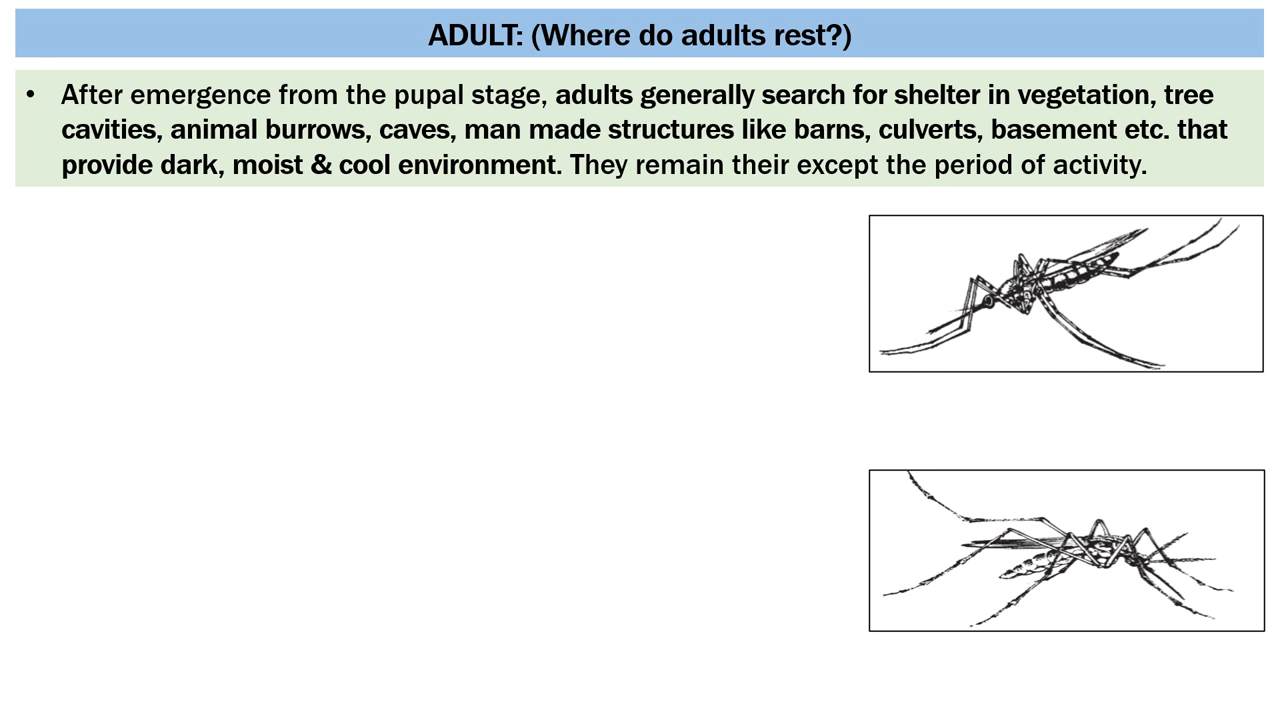 ADULT: (Where do adults rest?)
• After emergence from the pupal stage, adults generally search for shelter in vegetation, tree
cavities, animal burrows, caves, man made structures like barns, culverts, basement etc. that
provide dark, moist & cool environment. They remain their except the period of activity.